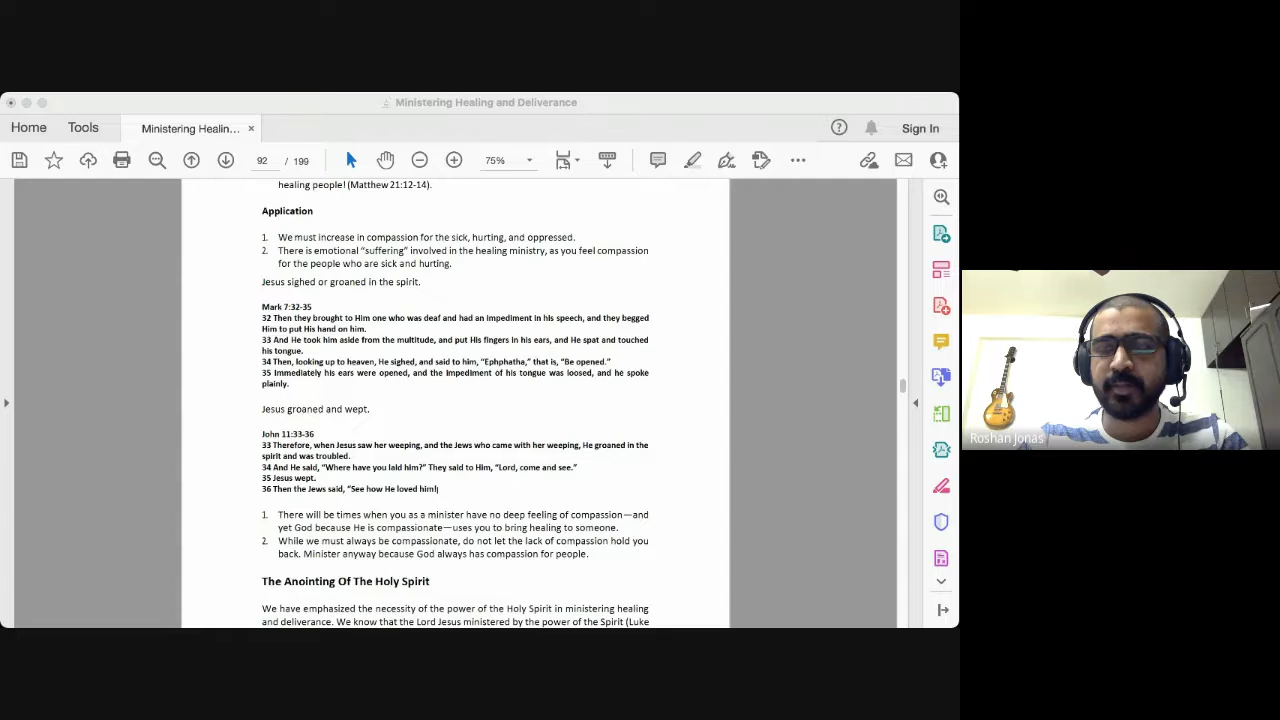 Ministering Healing and Deliverance
Home Tools Ministering Healin... × Sign In
92 / 199 75%
healing people! (Matthew 21:12-14).
Application
1. We must increase in compassion for the sick, hurting, and oppressed.
2. There is emotional “suffering” involved in the healing ministry, as you feel compassion
for the people who are sick and hurting.
Jesus sighed or groaned in the spirit.
Mark 7:32-35
32 Then they brought to Him one who was deaf and had an impediment in his speech, and they begged
Him to put His hand on him.
33 And He took him aside from the multitude, and put His fingers in his ears, and He spat and touched
his tongue.
34 Then, looking up to heaven, He sighed, and said to him, “Ephphatha,” that is, “Be opened.”
35 Immediately his ears were opened, and the impediment of his tongue was loosed, and he spoke
plainly.
Jesus groaned and wept.
John 11:33-36
33 Therefore, when Jesus saw her weeping, and the Jews who came with her weeping, He groaned in the
spirit and was troubled.
34 And He said, “Where have you laid him?” They said to Him, “Lord, come and see.”
35 Jesus wept.
36 Then the Jews said, “See how He loved him!
1. There will be times when you as a minister have no deep feeling of compassion—and
yet God because He is compassionate—uses you to bring healing to someone.
2. While we must always be compassionate, do not let the lack of compassion hold you
back. Minister anyway because God always has compassion for people.
The Anointing Of The Holy Spirit
We have emphasized the necessity of the power of the Holy Spirit in ministering healing
and deliverance. We know that the Lord Jesus ministered by the power of the Spirit (Luke
Roshan Jonas